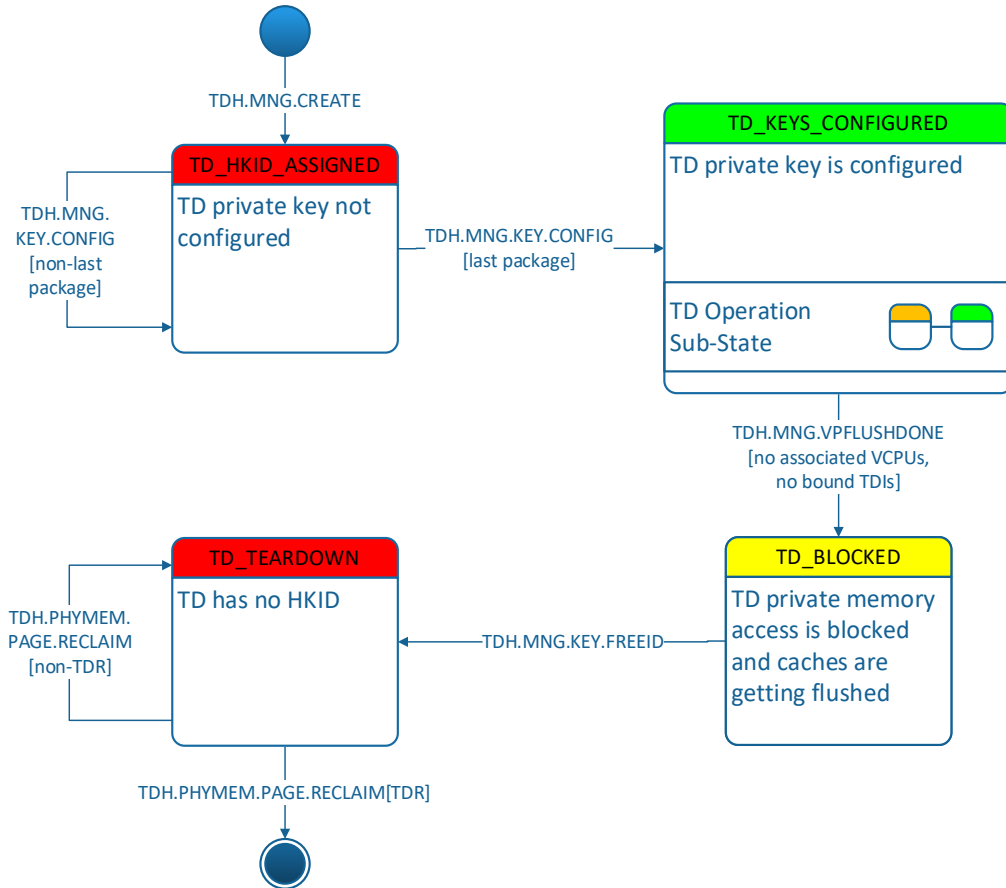 TDH.MNG.CREATE
TD_HKID_ASSIGNED
TD private key not
configured
TDH.MNG.
KEY.CONFIG
[non-last
package]
TDH.MNG.KEY.CONFIG
[last package]
TD_KEYS_CONFIGURED
TD private key is configured
TD Operation
Sub-State
TDH.MNG.VPFLUSHDONE
[no associated VCPUs,
no bound TDIs]
TD_BLOCKED
TD private memory
access is blocked
and caches are
getting flushed
TDH.MNG.KEY.FREEID
TD_TEARDOWN
TD has no HKID
TDH.PHYMEM.
PAGE.RECLAIM
[non-TDR]
TDH.PHYMEM.PAGE.RECLAIM[TDR]